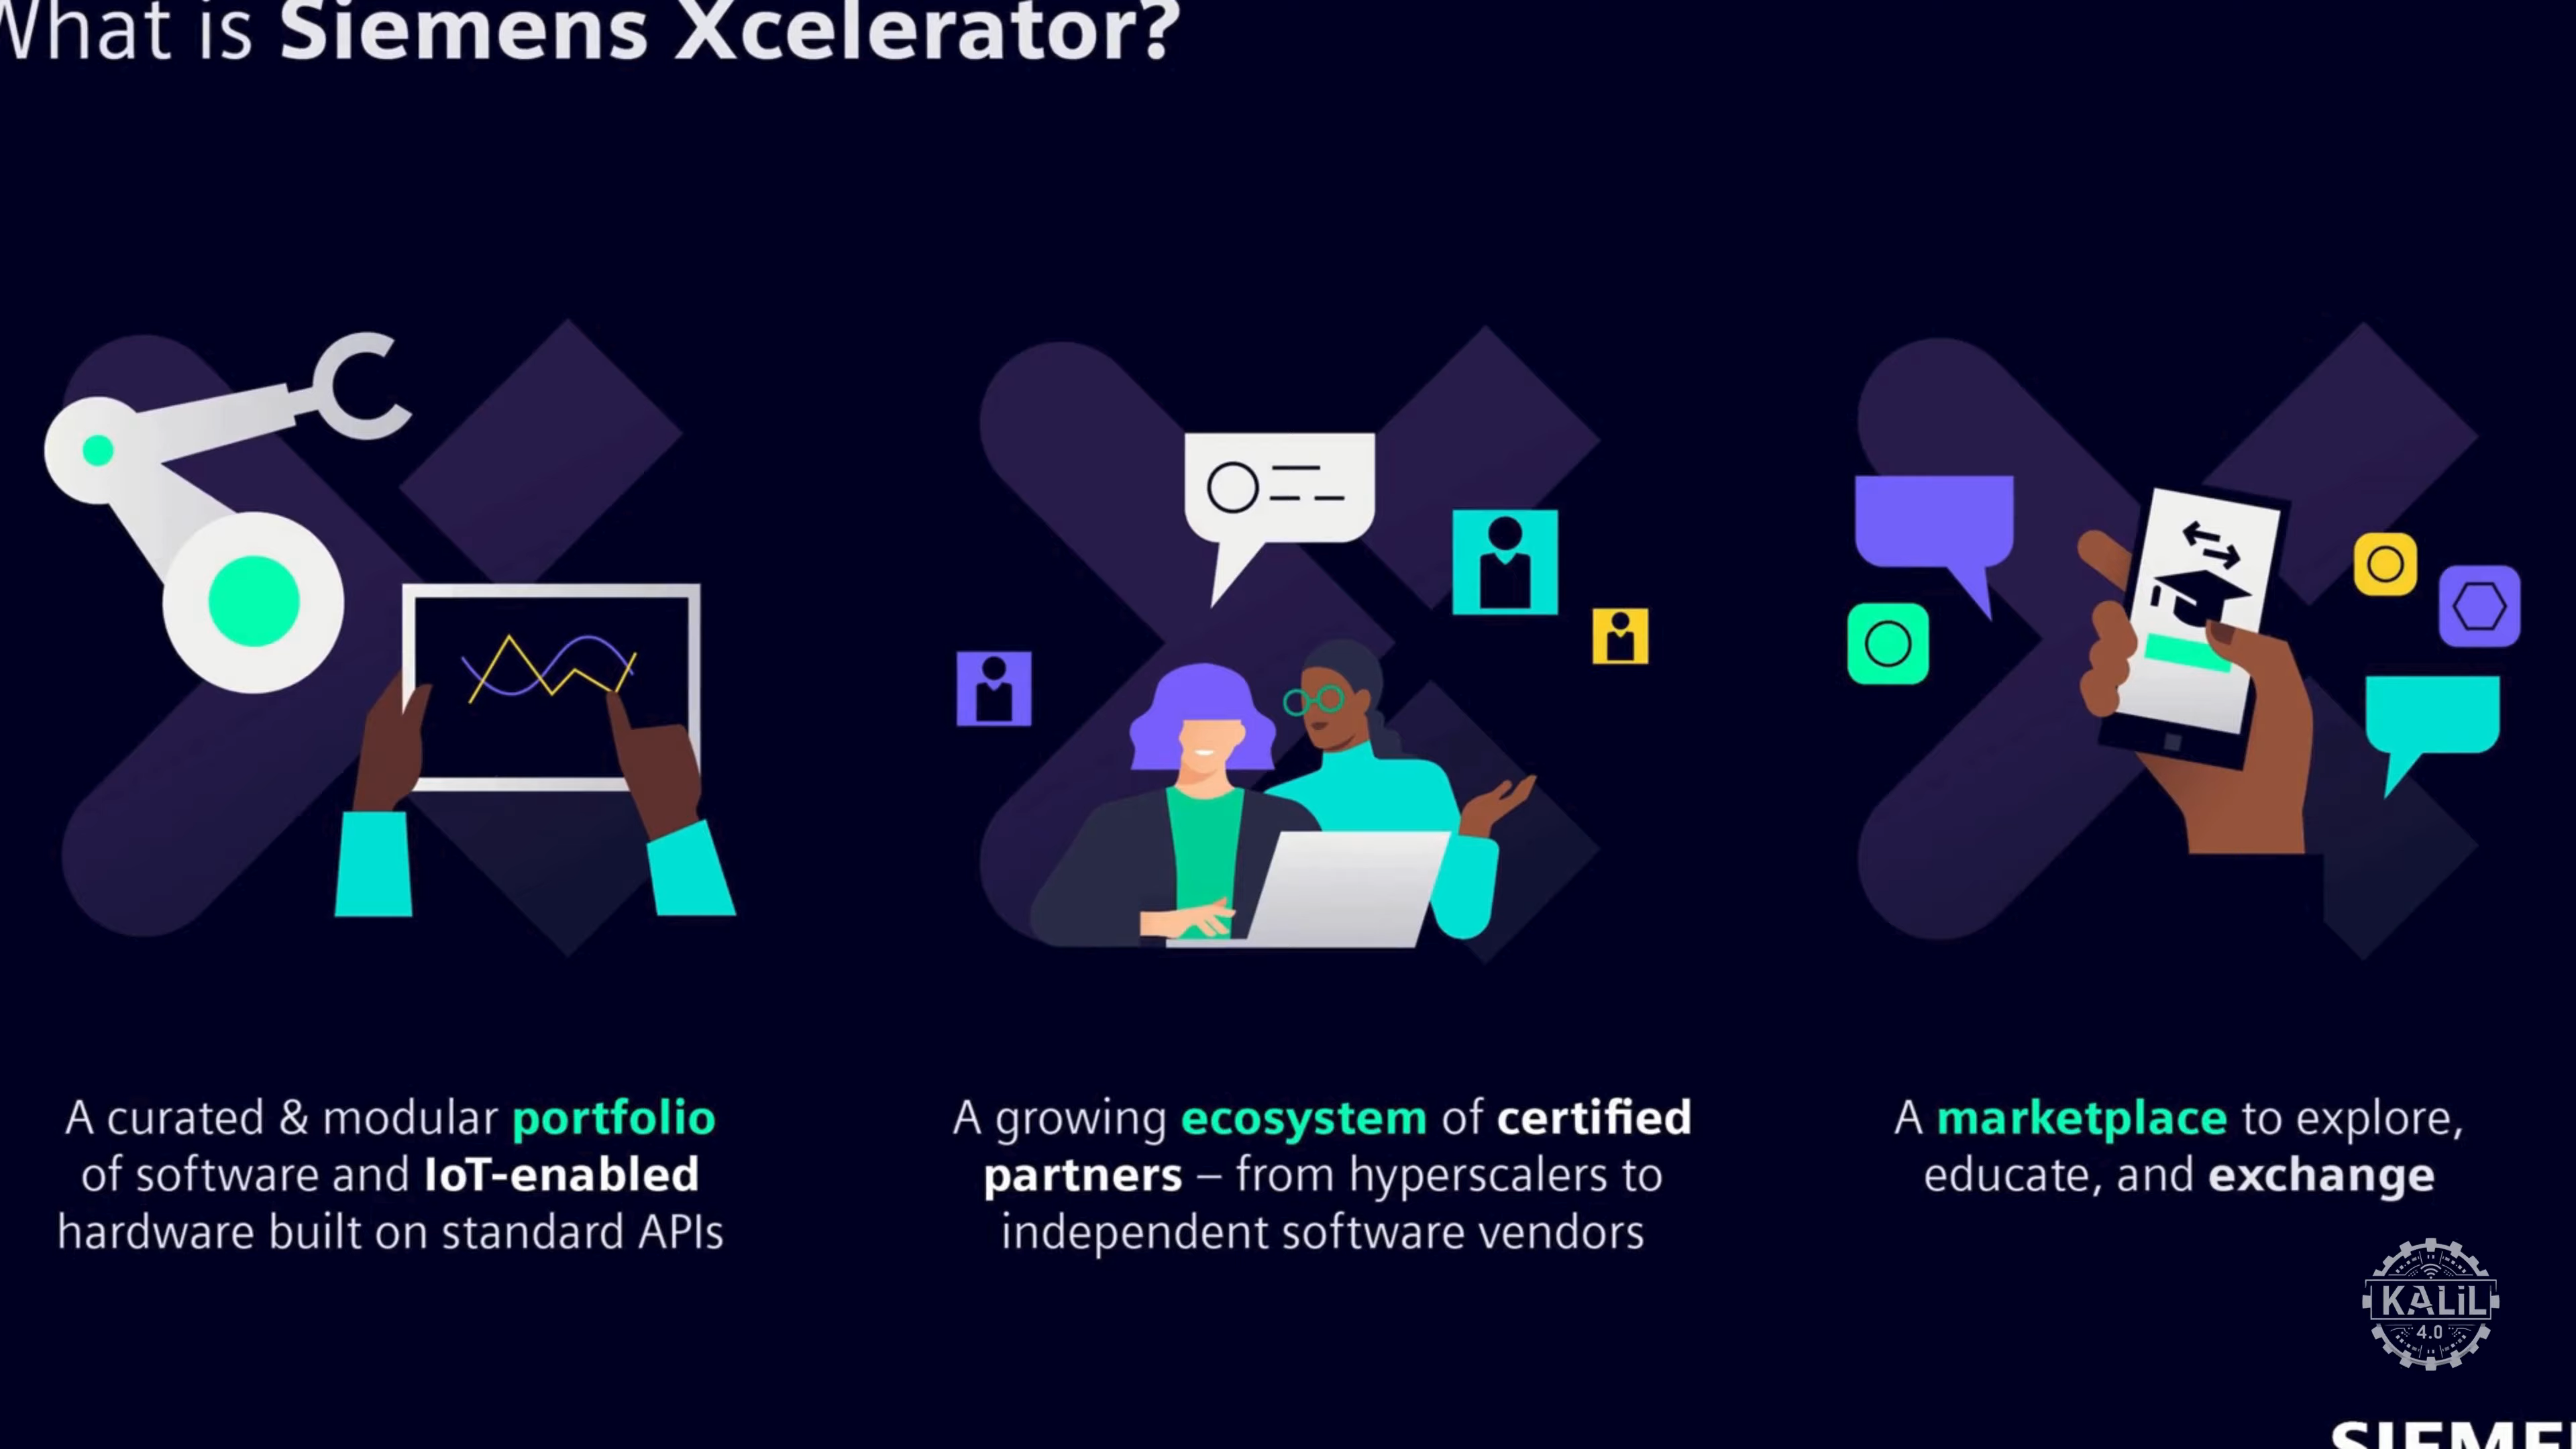 What is Siemens Xcelerator?
A curated & modular portfolio
of software and IoT-enabled
hardware built on standard APIs
A growing ecosystem of certified
partners – from hyperscalers to
independent software vendors
A marketplace to explore,
educate, and exchange
KALiL
4.0